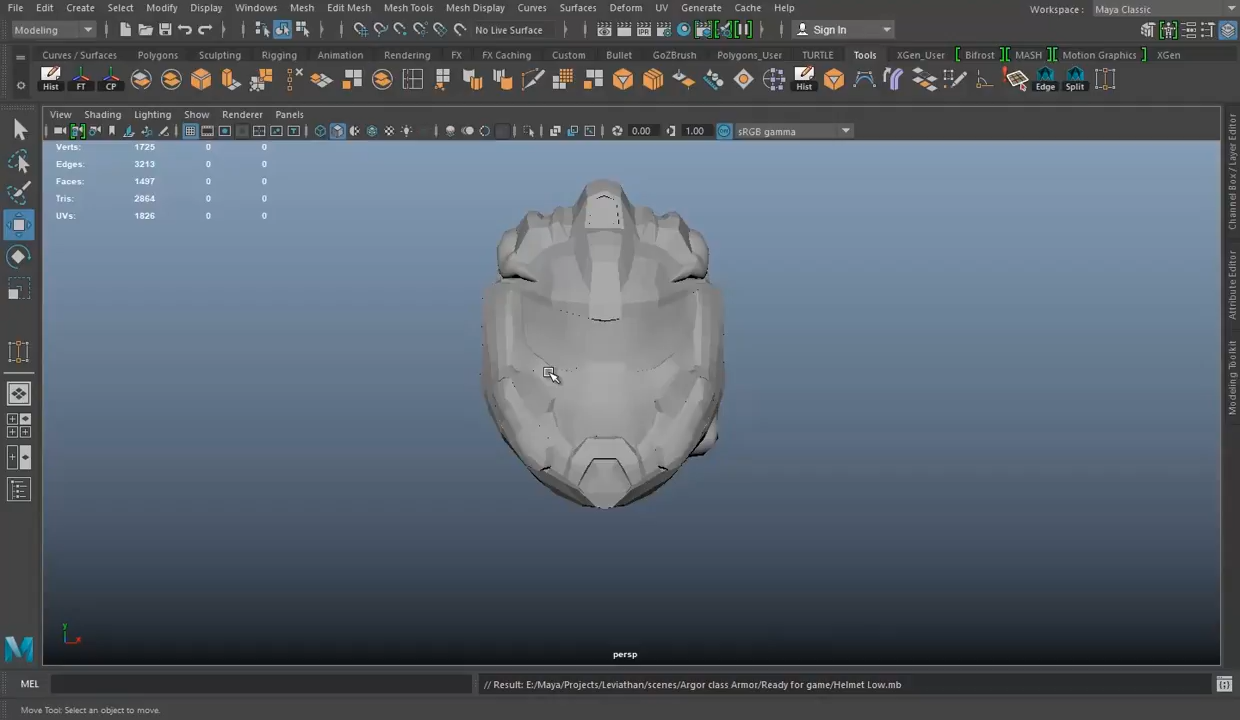 File Edit Create Select Modify Display Windows Mesh Edit Mesh Mesh Tools Mesh Display Curves Surfaces Deform UV Generate Cache Help Workspace : Maya Classic
Modeling No Live Surface Sign In
Curves / Surfaces Polygons Sculpting Rigging Animation Rendering FX FX Caching Custom Bullet GoZBrush Polygons_User TURTLE Tools XGen_User Bifrost MASH Motion Graphics XGen
Hist FT CP Hist Edge Split
View Shading Lighting Show Renderer Panels
0.00 1.00 sRGB gamma
Verts: 1725 0 0
Edges: 3213 0 0
Faces: 1497 0 0
Tris: 2864 0 0
UVs: 1826 0 0
Channel Box / Layer Editor
Attribute Editor
Modeling Toolkit
y
x
persp
MEL // Result: E:/Maya/Projects/Leviathan/scenes/Argor class Armor/Ready for game/Helmet Low.mb
Move Tool: Select an object to move.